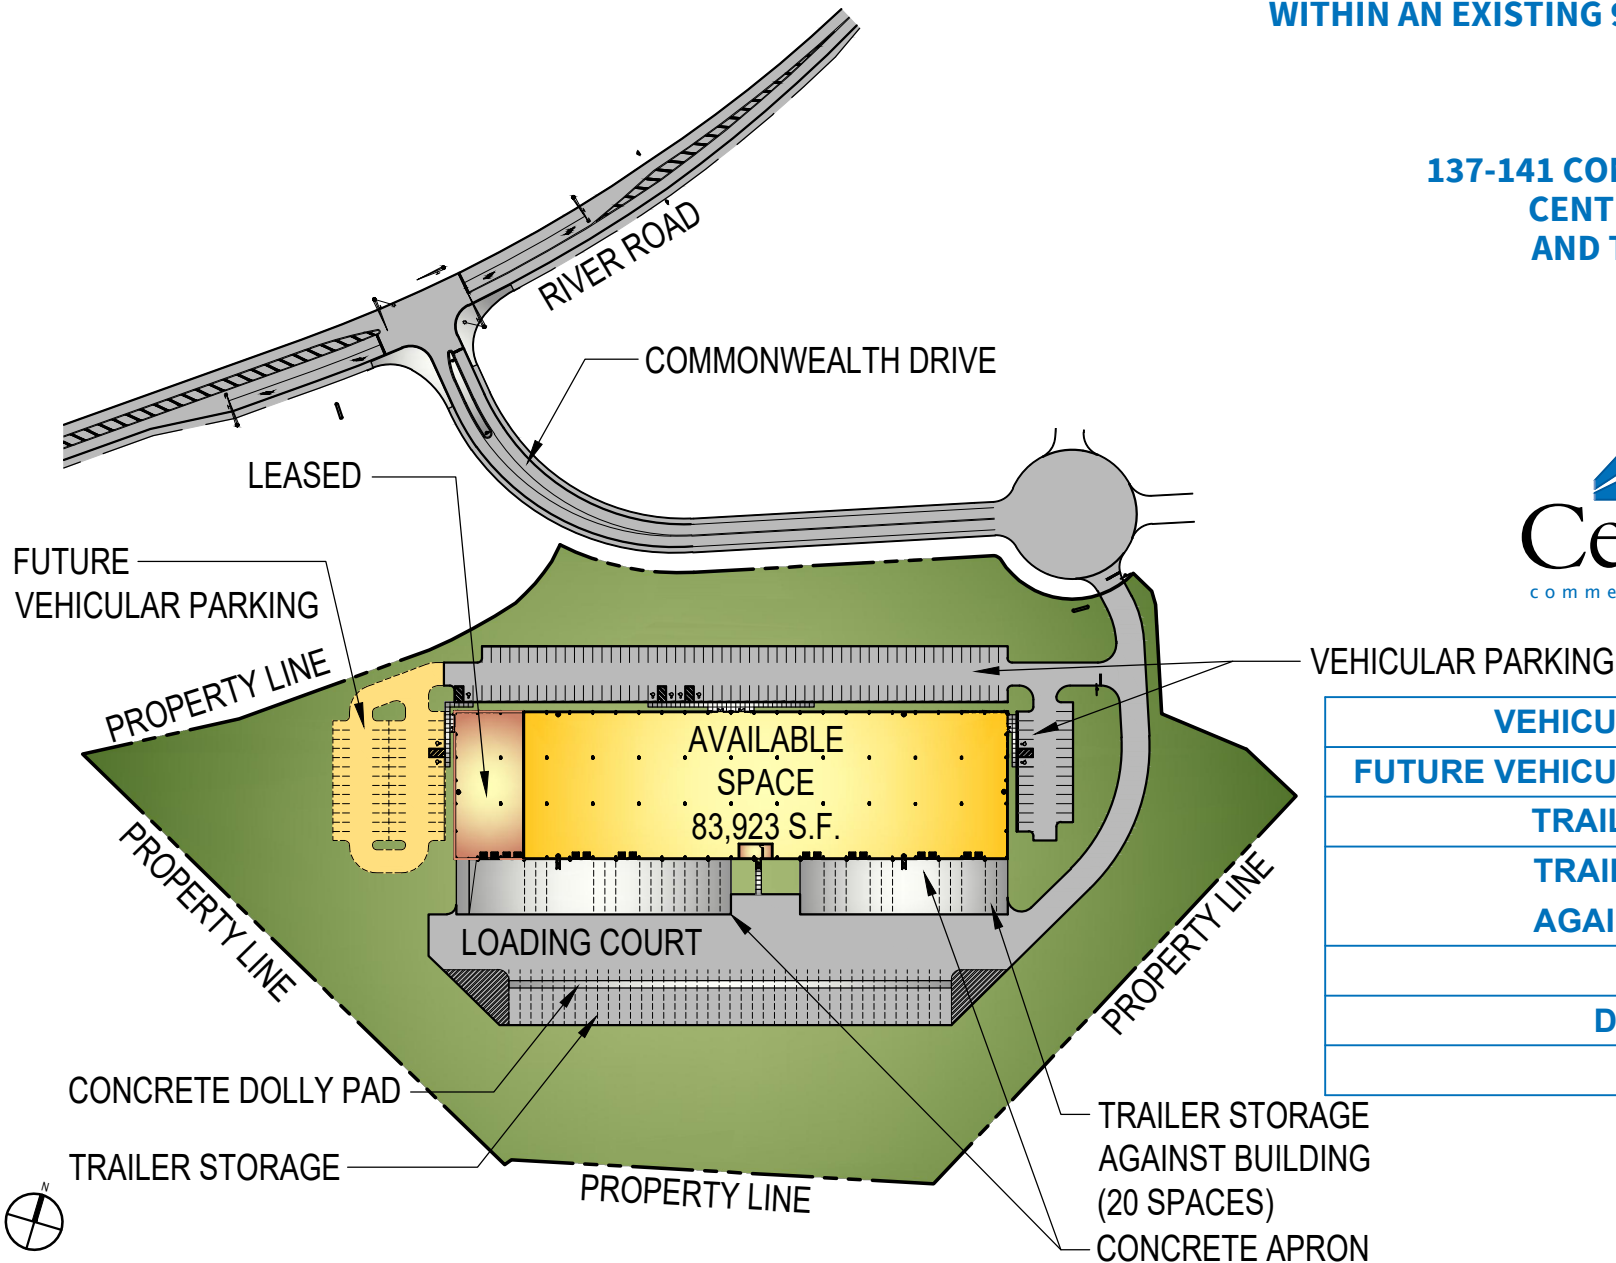 WITHIN AN EXISTING
137-141
CENT
AND T
RIVER ROAD
COMMONWEALTH DRIVE
LEASED
Ce
comme
FUTURE
VEHICULAR PARKING
PROPERTY LINE
VEHICULAR PARKING
AVAILABLE
SPACE
83,923 S.F.
VEHICU
FUTURE VEHICU
TRAIL
TRAIL
AGAI
D
PROPERTY LINE
PROPERTY LINE
LOADING COURT
CONCRETE DOLLY PAD
TRAILER STORAGE
PROPERTY LINE
TRAILER STORAGE
AGAINST BUILDING
(20 SPACES)
CONCRETE APRON
N